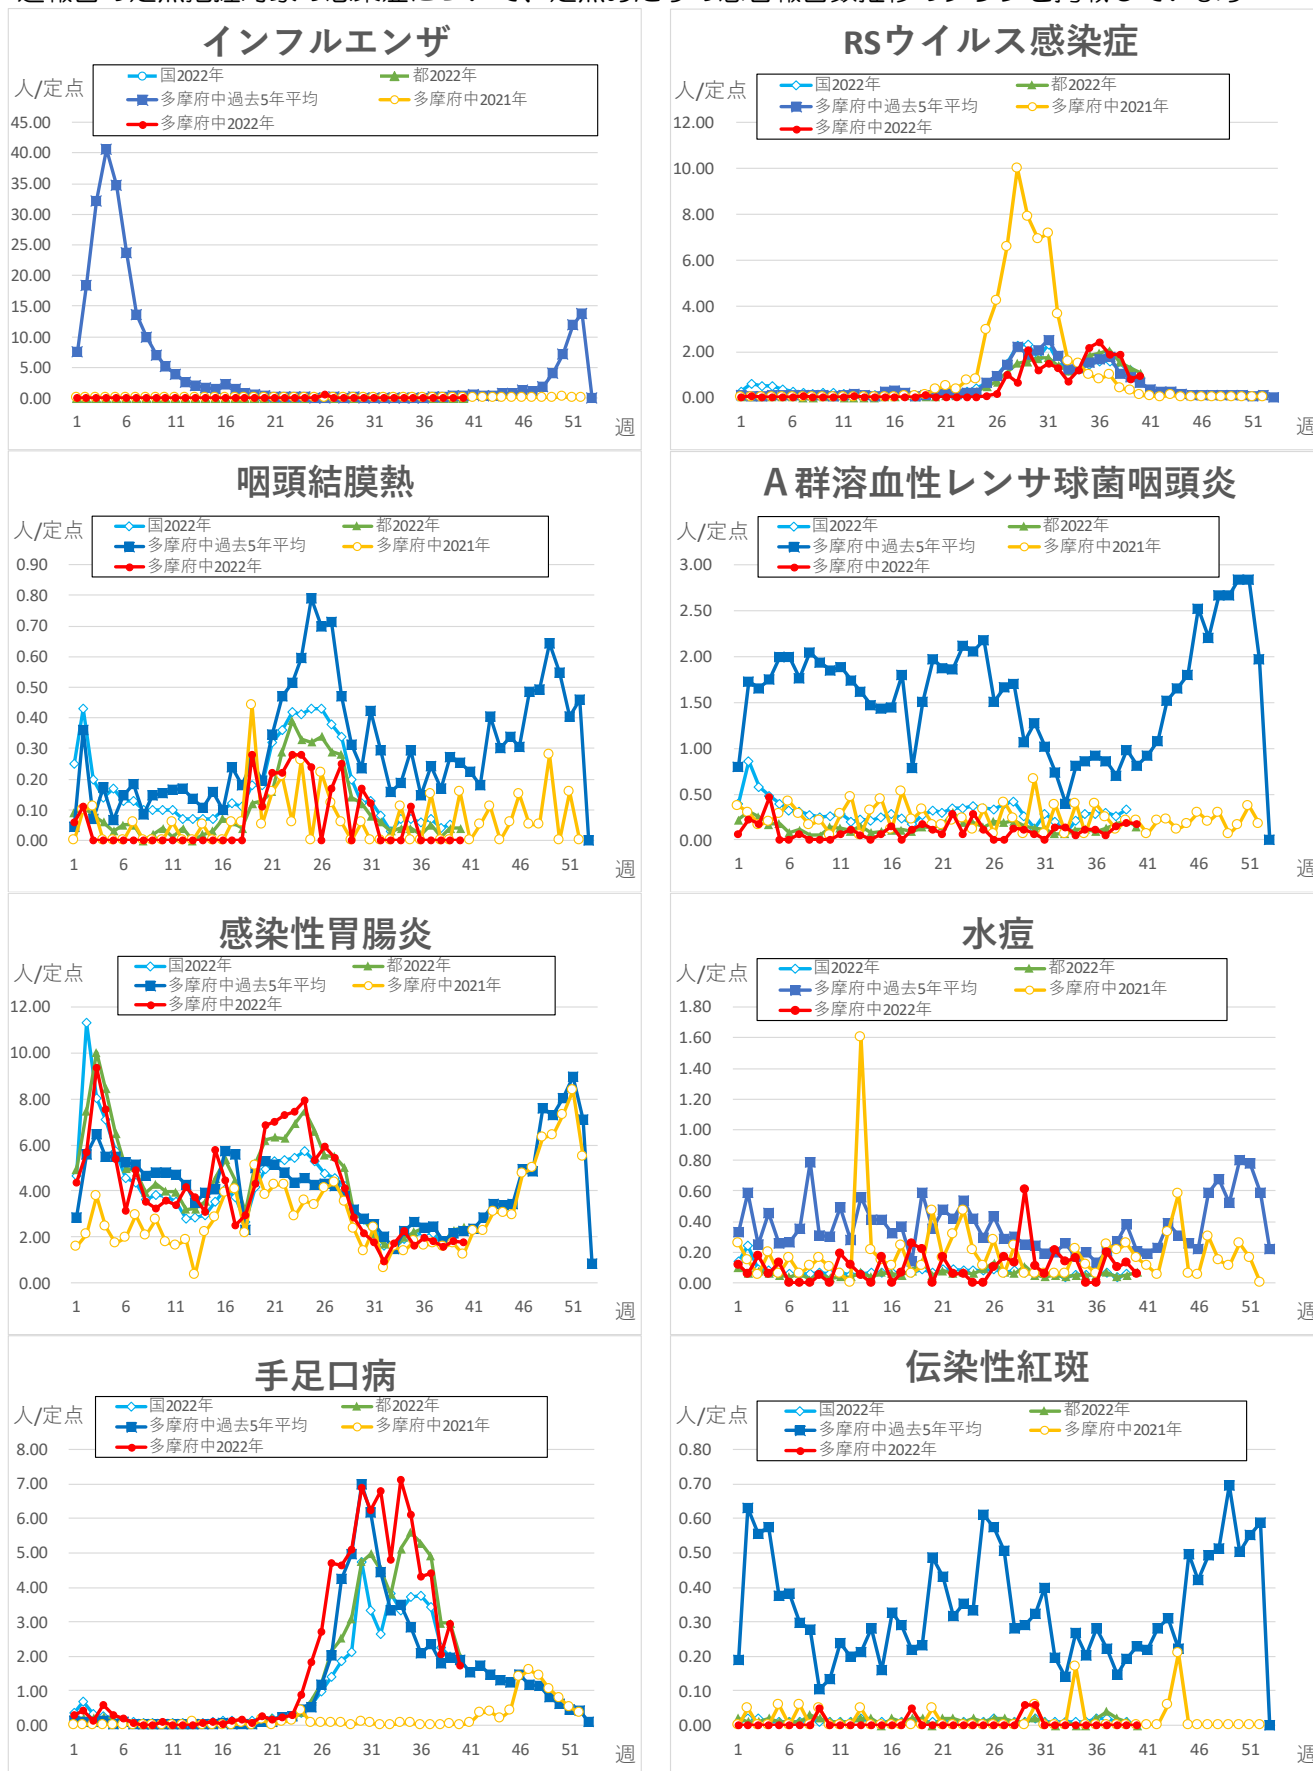 インフルエンザ
人/定点
国2022年 都2022年
多摩府中過去5年平均 多摩府中2021年
多摩府中2022年
45.00
40.00
35.00
30.00
25.00
20.00
15.00
10.00
5.00
0.00
1 6 11 16 21 26 31 36 41 46 51 週
RSウイルス感染症
人/定点
国2022年 都2022年
多摩府中過去5年平均 多摩府中2021年
多摩府中2022年
12.00
10.00
8.00
6.00
4.00
2.00
0.00
1 6 11 16 21 26 31 36 41 46 51 週
咽頭結膜熱
人/定点
国2022年 都2022年
多摩府中過去5年平均 多摩府中2021年
多摩府中2022年
0.90
0.80
0.70
0.60
0.50
0.40
0.30
0.20
0.10
0.00
1 6 11 16 21 26 31 36 41 46 51 週
A群溶血性レンサ球菌咽頭炎
人/定点
国2022年 都2022年
多摩府中過去5年平均 多摩府中2021年
多摩府中2022年
3.00
2.50
2.00
1.50
1.00
0.50
0.00
1 6 11 16 21 26 31 36 41 46 51 週
感染性胃腸炎
人/定点
国2022年 都2022年
多摩府中過去5年平均 多摩府中2021年
多摩府中2022年
12.00
10.00
8.00
6.00
4.00
2.00
0.00
1 6 11 16 21 26 31 36 41 46 51 週
水痘
人/定点
国2022年 都2022年
多摩府中過去5年平均 多摩府中2021年
多摩府中2022年
1.80
1.60
1.40
1.20
1.00
0.80
0.60
0.40
0.20
0.00
1 6 11 16 21 26 31 36 41 46 51 週
手足口病
人/定点
国2022年 都2022年
多摩府中過去5年平均 多摩府中2021年
多摩府中2022年
8.00
7.00
6.00
5.00
4.00
3.00
2.00
1.00
0.00
1 6 11 16 21 26 31 36 41 46 51 週
伝染性紅斑
人/定点
国2022年 都2022年
多摩府中過去5年平均 多摩府中2021年
多摩府中2022年
0.80
0.70
0.60
0.50
0.40
0.30
0.20
0.10
0.00
1 6 11 16 21 26 31 36 41 46 51 週